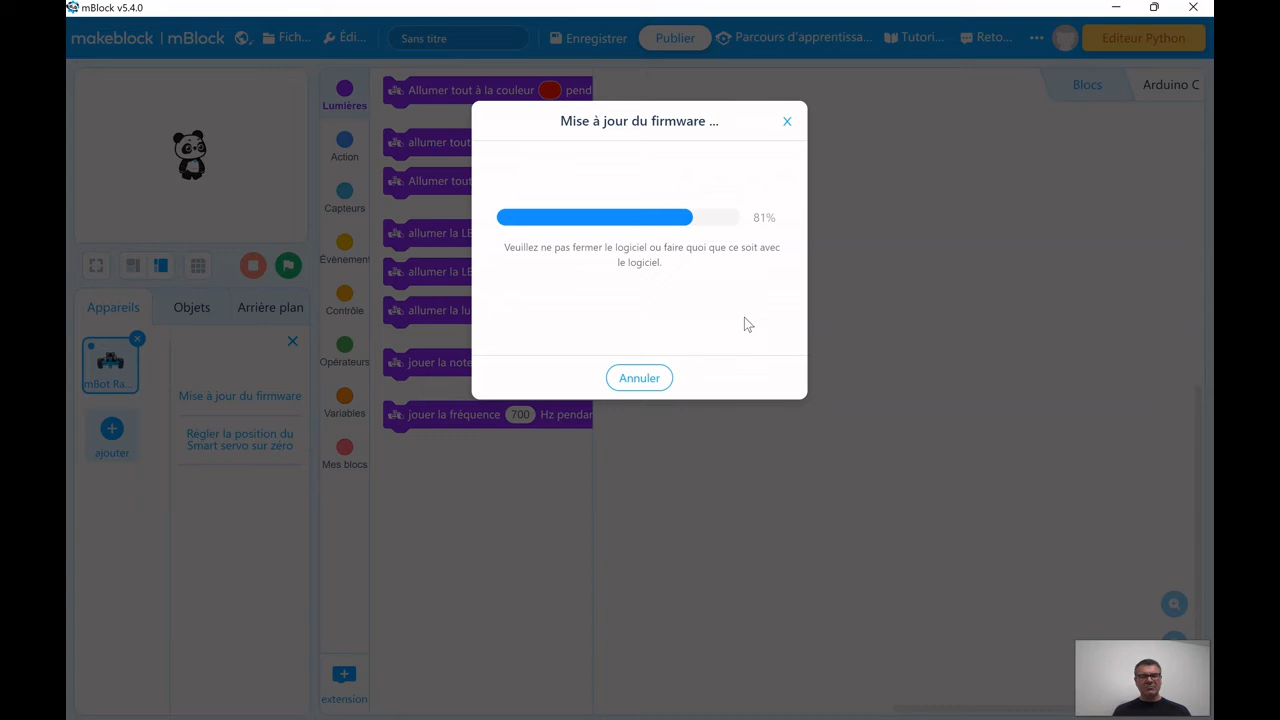 mBlock v5.4.0
makeblock | mBlock
Fich...
Édi...
Sans titre
Enregistrer
Publier
Parcours d'apprentissa...
Tutori...
Reto...
Editeur Python
Blocs
Arduino C
Lumières
Action
Capteurs
Évènement
Contrôle
Opérateurs
Variables
Mes blocs
extension
Allumer tout à la couleur
pend
allumer tout
Allumer tout
allumer la LE
allumer la LE
allumer la lu
jouer la note
jouer la fréquence 700 Hz pendan
Mise à jour du firmware ...
81%
Veuillez ne pas fermer le logiciel ou faire quoi que ce soit avec
le logiciel.
Annuler
Appareils
Objets
Arrière plan
mBot Ra...
ajouter
Mise à jour du firmware
Régler la position du
Smart servo sur zéro